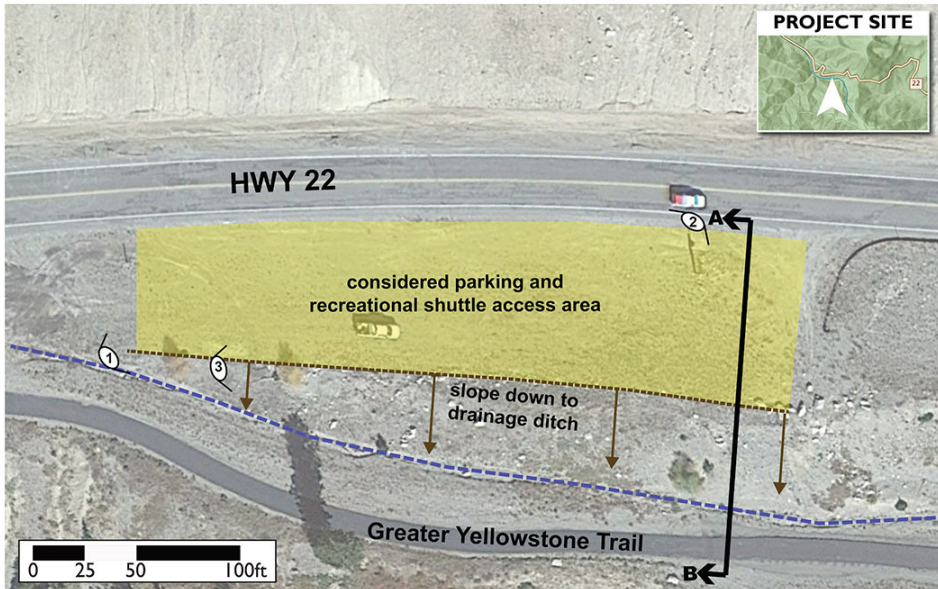 PROJECT SITE
22
HWY 22
2
A
considered parking and
recreational shuttle access area
1
3
slope down to
drainage ditch
Greater Yellowstone Trail
0 25 50 100ft
B